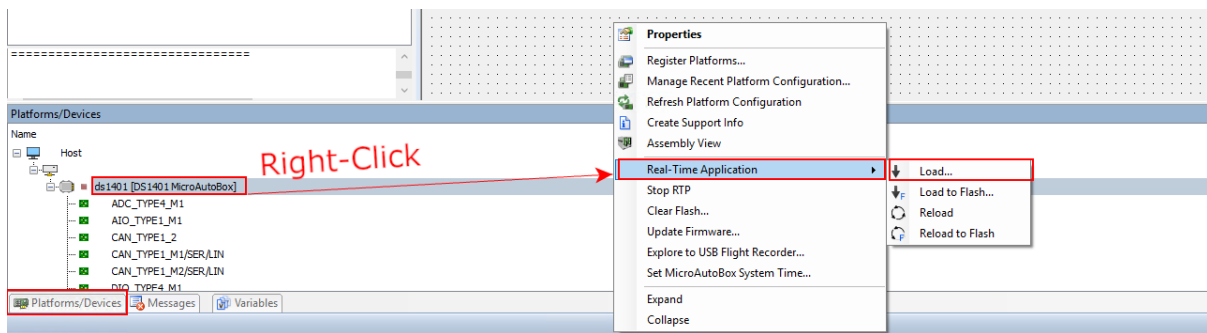 ==============================
Platforms/Devices
Name
Host
ds1401 [DS1401 MicroAutoBox]
ADC_TYPE4_M1
AIO_TYPE1_M1
CAN_TYPE1_2
CAN_TYPE1_M1/SER/LIN
CAN_TYPE1_M2/SER/LIN
DIO_TYPE4_M1
Platforms/Devices
Messages
Variables
Right-Click
Properties
Register Platforms...
Manage Recent Platform Configuration...
Refresh Platform Configuration
Create Support Info
Assembly View
Real-Time Application
Stop RTP
Clear Flash...
Update Firmware...
Explore to USB Flight Recorder...
Set MicroAutoBox System Time...
Expand
Collapse
Load...
Load to Flash...
Reload
Reload to Flash